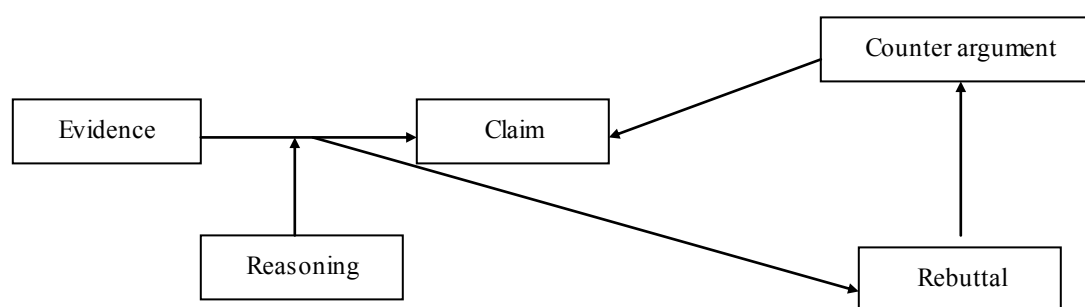 Counter argument
Evidence
Claim
Reasoning
Rebuttal